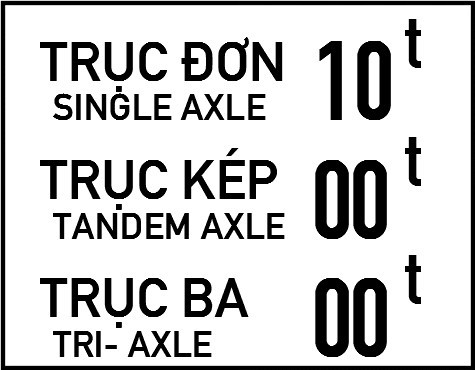 TRỤC ĐƠN 10t
SINGLE AXLE
TRỤC KÉP 00t
TANDEM AXLE
TRỤC BA 00t
TRI- AXLE